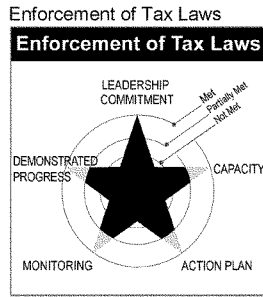 Enforcement of Tax Laws
Enforcement of Tax Laws
LEADERSHIP
COMMITMENT
Met
Partially Met
Not Met
DEMONSTRATED
PROGRESS
CAPACITY
MONITORING
ACTION PLAN